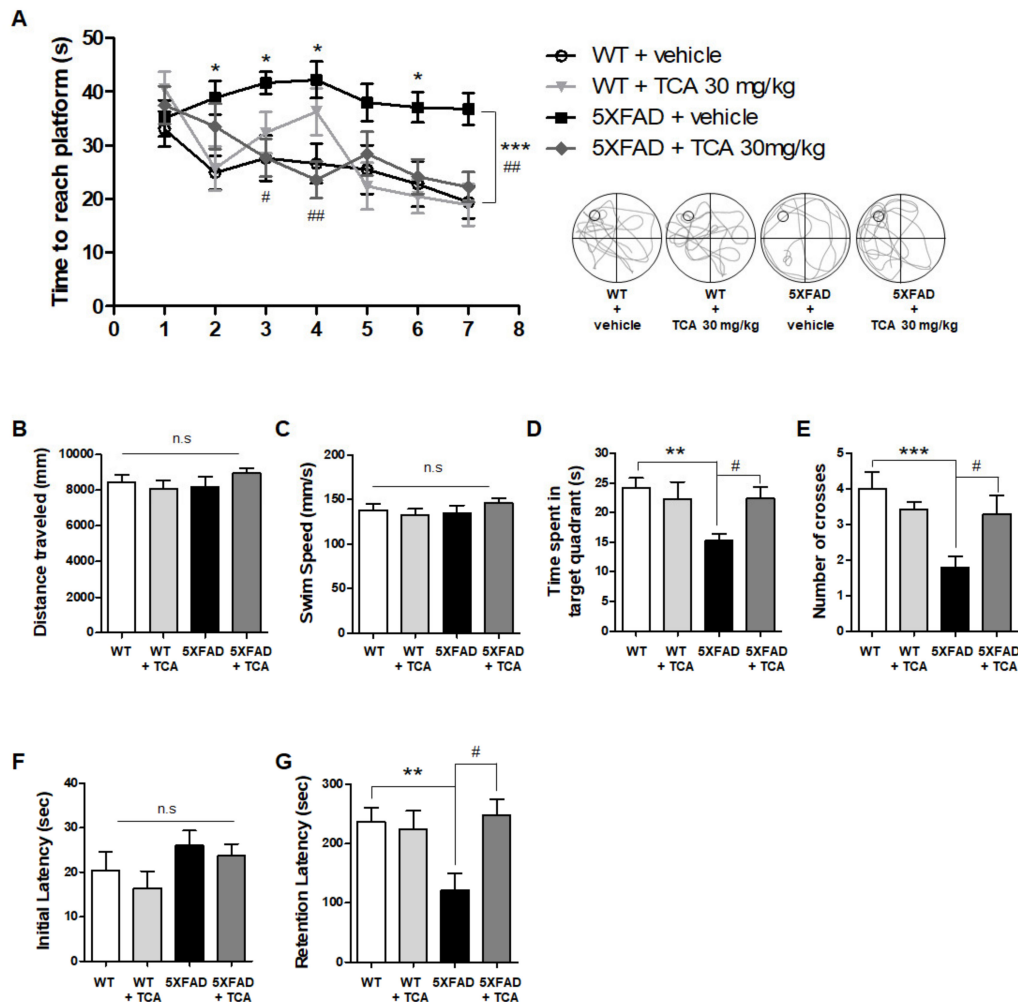 A
Time to reach platform (s)
50
40
30
20
10
0
0 1 2 3 4 5 6 7 8
* * * *
# ##
***
##
WT + vehicle
WT + TCA 30 mg/kg
5XFAD + vehicle
5XFAD + TCA 30mg/kg
WT
+
vehicle
WT
+
TCA 30 mg/kg
5XFAD
+
vehicle
5XFAD
+
TCA 30 mg/kg
B
Distance traveled (mm)
10000
8000
6000
4000
2000
0
n.s
WT
WT
+ TCA
5XFAD
5XFAD
+ TCA
C
Swim Speed (mm/s)
200
150
100
50
0
n.s
WT
WT
+ TCA
5XFAD
5XFAD
+ TCA
D
Time spent in
target quadrant (s)
30
25
20
15
10
5
0
**
#
WT
WT
+ TCA
5XFAD
5XFAD
+ TCA
E
Number of crosses
5
4
3
2
1
0
***
#
WT
WT
+ TCA
5XFAD
5XFAD
+ TCA
F
Initial Latency (sec)
40
30
20
10
0
n.s
WT
WT
+ TCA
5XFAD
5XFAD
+ TCA
G
Retention Latency (sec)
300
200
100
0
**
#
WT
WT
+ TCA
5XFAD
5XFAD
+ TCA